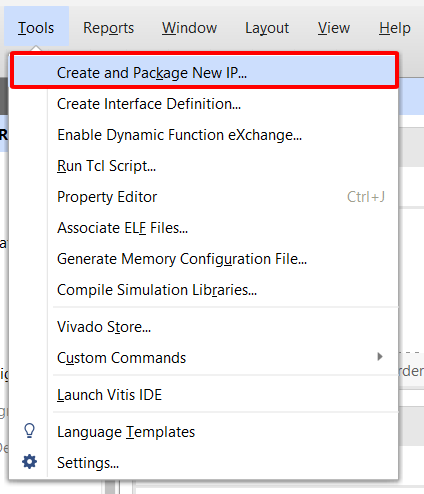 Tools Reports Window Layout View Help
Create and Package New IP...
Create Interface Definition...
Enable Dynamic Function eXchange...
Run Tcl Script...
Property Editor Ctrl+J
Associate ELF Files...
Generate Memory Configuration File...
Compile Simulation Libraries...
Vivado Store...
Custom Commands
Launch Vitis IDE
Language Templates
Settings...